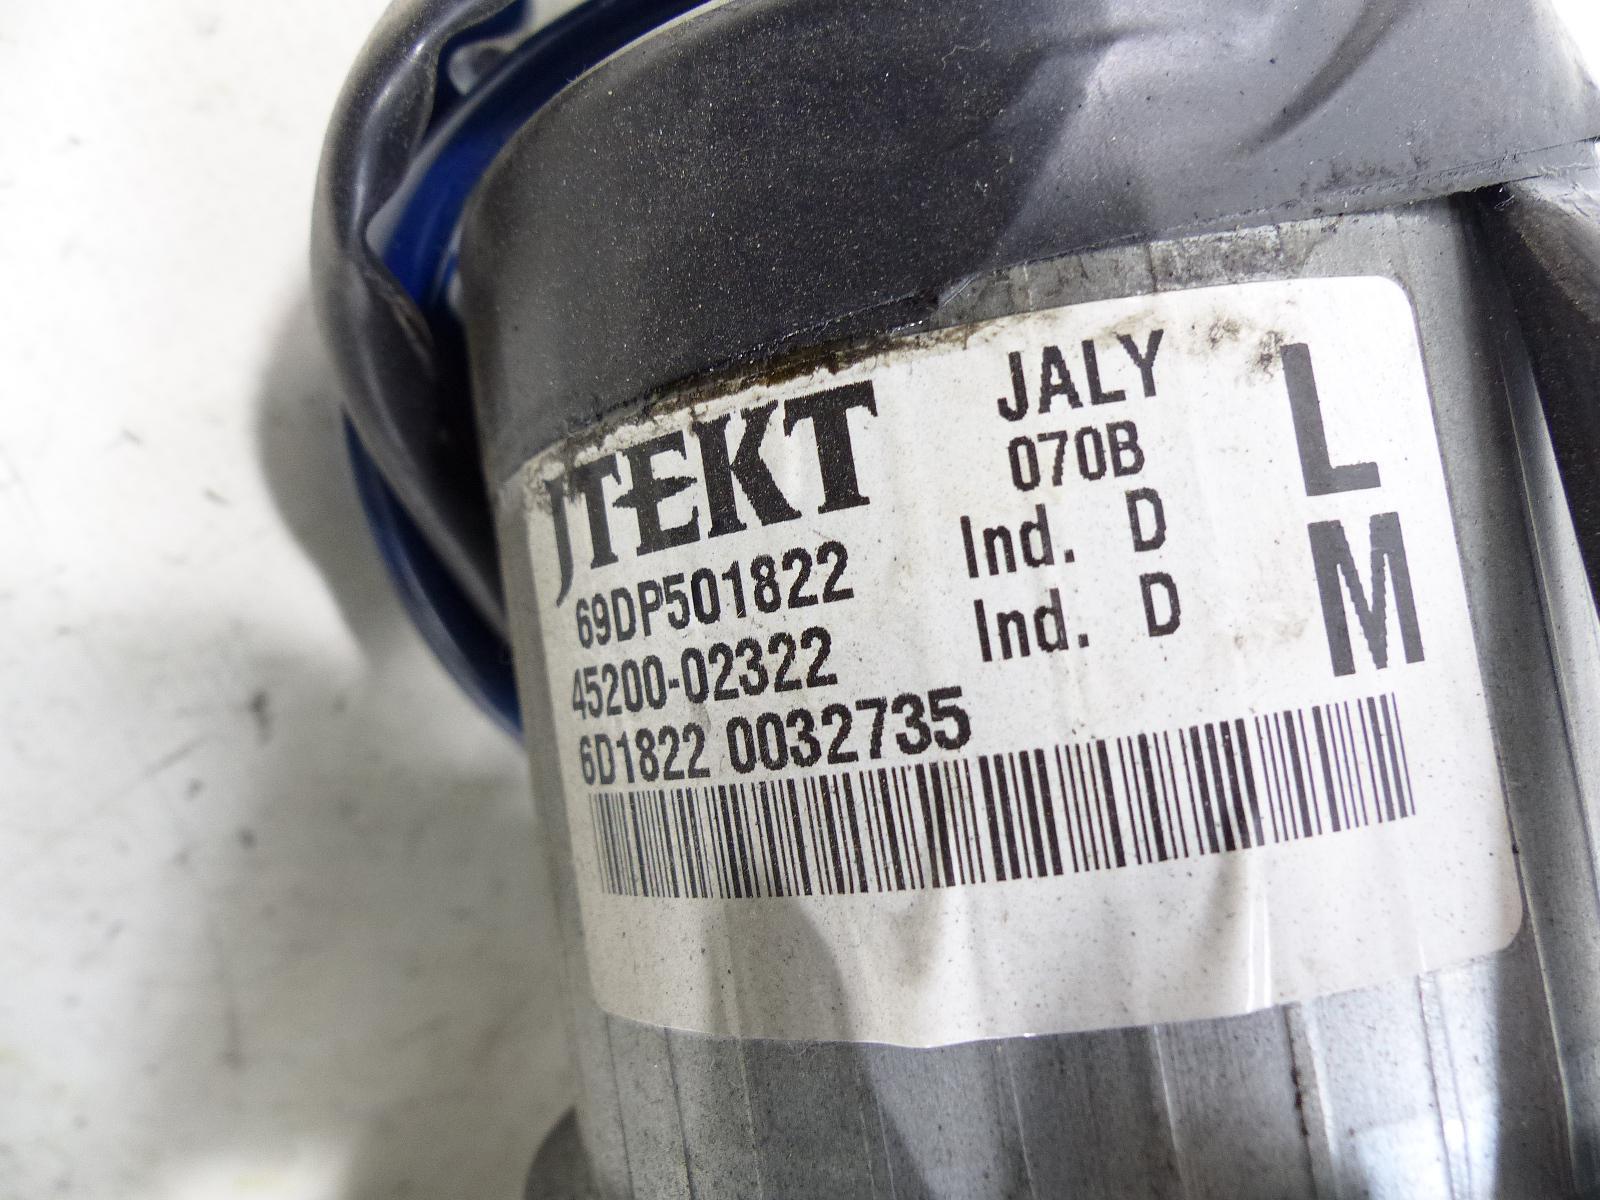 JTEKT
JALY
070B
L
M
69DP501822 Ind. D
45200-02322 Ind. D
6D1822 0032735